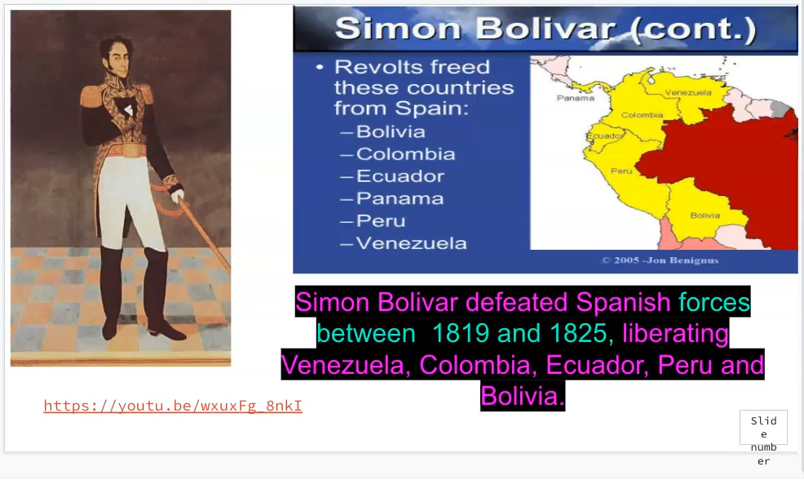 Simon Bolivar (cont.)
• Revolts freed
these countries
from Spain:
–Bolivia
–Colombia
–Ecuador
–Panama
–Peru
–Venezuela
Panama
Venezuela
Colombia
Ecuador
Peru
Bolivia
© 2005 -Jon Benignus
Simon Bolivar defeated Spanish forces
between 1819 and 1825, liberating
Venezuela, Colombia, Ecuador, Peru and
Bolivia.
https://youtu.be/wxuxFg_8nkI
Slid
e
numb
er